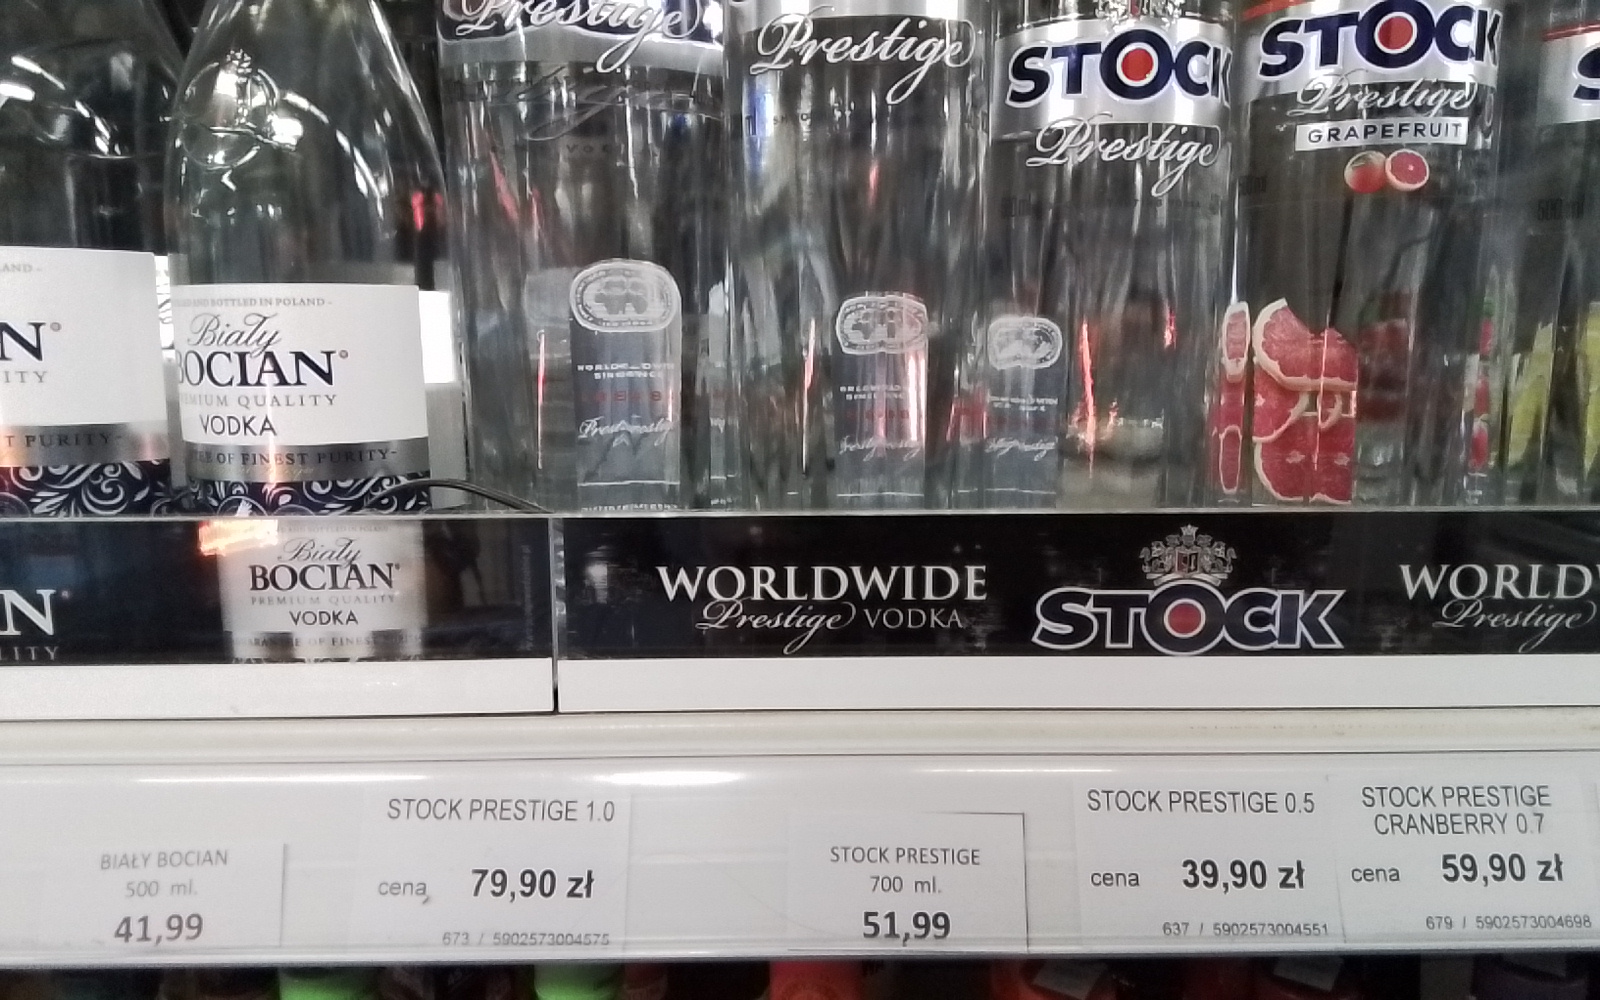 Prestige
Prestige
STOCK
Prestige
STOCK
Prestige
GRAPEFRUIT
BOTTLED IN POLAND -
Biały
BOCIAN®
PREMIUM QUALITY
VODKA
OF FINEST PURITY-
T PURITY-
Biały
BOCIAN®
PREMIUM QUALITY
VODKA
WORLDWIDE
Prestige VODKA
STOCK
Prestige
BIAŁY BOCIAN
500 ml.
41,99
STOCK PRESTIGE 1.0
cena 79,90 zł
673 / 5902573004575
STOCK PRESTIGE
700 ml.
51,99
STOCK PRESTIGE 0.5
cena 39,90 zł
637 / 5902573004551
STOCK PRESTIGE
CRANBERRY 0.7
cena 59,90 zł
679 / 5902573004698